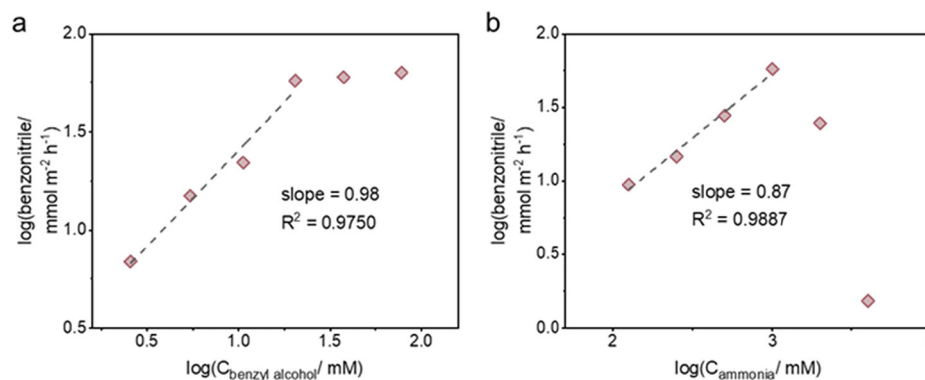 a
log(benzonitrile/
mmol m⁻² h⁻¹)
2.0
1.5
1.0
0.5
slope = 0.98
R² = 0.9750
0.5 1.0 1.5 2.0
log(C_benzyl alcohol/ mM)
b
log(benzonitrile/
mmol m⁻² h⁻¹)
2.0
1.5
1.0
0.5
0.0
slope = 0.87
R² = 0.9887
2 3
log(C_ammonia/ mM)